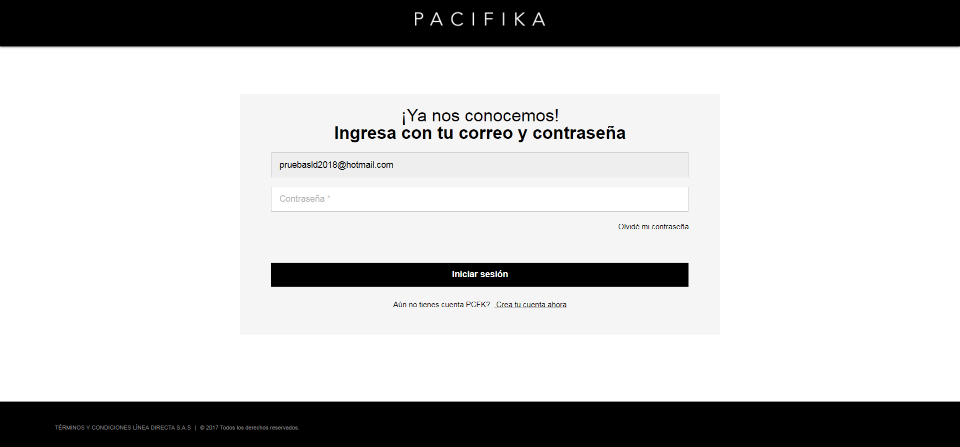 PACIFIKA
¡Ya nos conocemos!
Ingresa con tu correo y contraseña
pruebasld2018@hotmail.com
Contraseña *
Olvidé mi contraseña
Iniciar sesión
Aún no tienes cuenta PCFK? Crea tu cuenta ahora
TÉRMINOS Y CONDICIONES LÍNEA DIRECTA S.A.S | © 2017 Todos los derechos reservados.